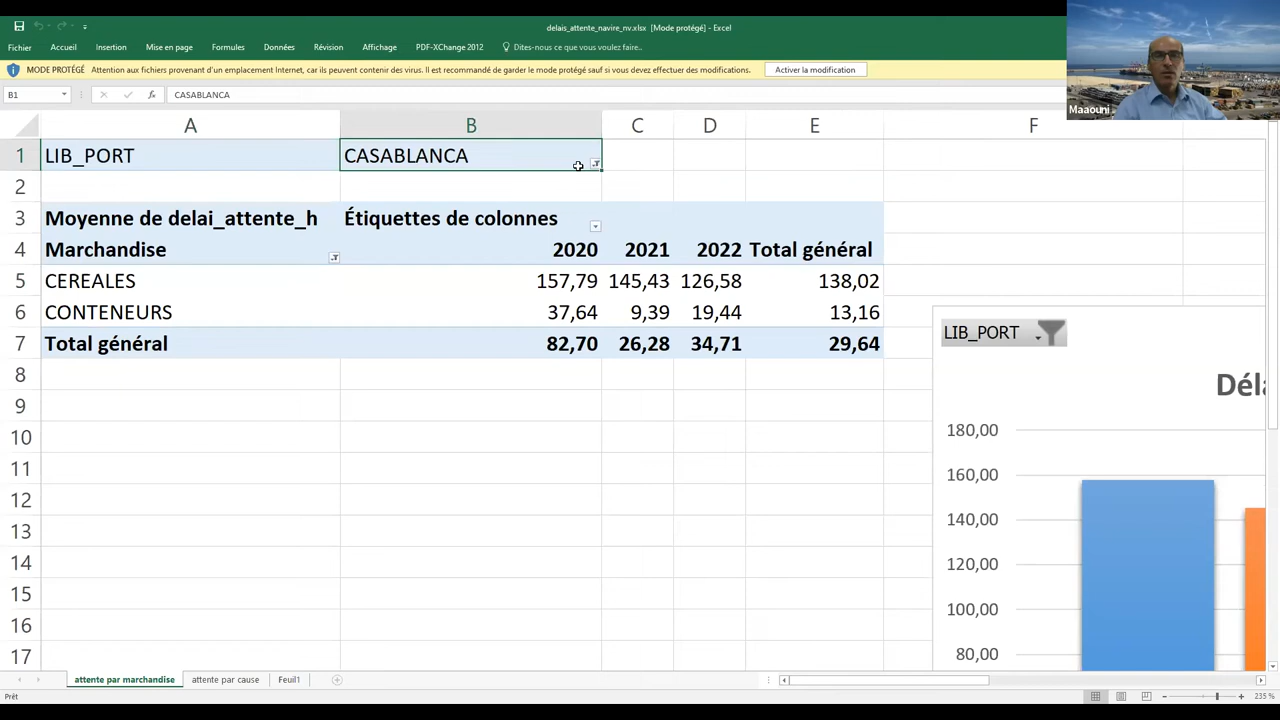 delais_attente_navire_nv.xlsx [Mode protégé] - Excel
Fichier Accueil Insertion Mise en page Formules Données Révision Affichage PDF-XChange 2012 Dites-nous ce que vous voulez faire..
MODE PROTÉGÉ Attention aux fichiers provenant d'un emplacement Internet, car ils peuvent contenir des virus. Il est recommandé de garder le mode protégé sauf si vous devez effectuer des modifications. Activer la modification
Maaouni
B1 fx CASABLANCA
A B C D E F
1 LIB_PORT CASABLANCA
2
3 Moyenne de delai_attente_h Étiquettes de colonnes
4 Marchandise 2020 2021 2022 Total général
5 CEREALES 157,79 145,43 126,58 138,02
6 CONTENEURS 37,64 9,39 19,44 13,16
7 Total général 82,70 26,28 34,71 29,64
8
9
10
11
12
13
14
15
16
17
LIB_PORT
Déla
180,00
160,00
140,00
120,00
100,00
80,00
attente par marchandise attente par cause Feuil1
Prêt 235 %